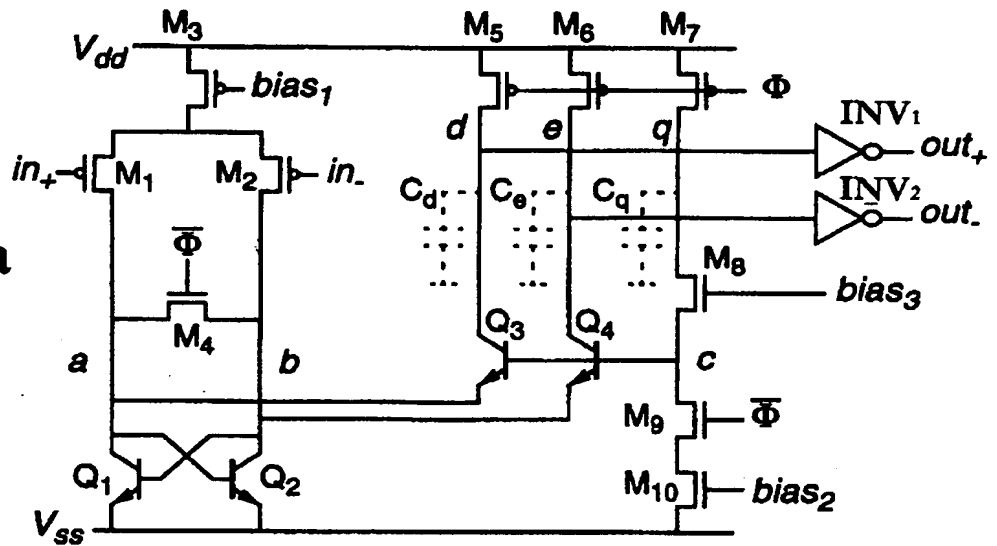 M3 M5 M6 M7
Vdd
bias1 Φ
d e q INV1
in+ M1 M2 in- out+
Cd Ce Cq INV2
Φ̅ out-
a
M8
bias3
M4 Q3 Q4
a b c
M9 Φ̅
Q1 Q2 M10 bias2
Vss